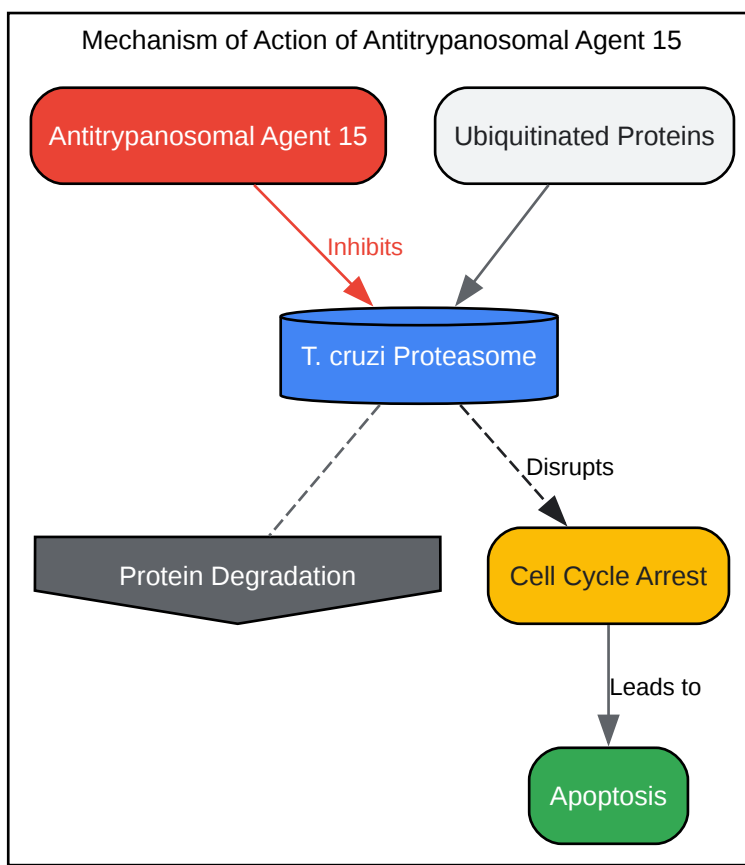 Mechanism of Action of Antitrypanosomal Agent 15
Antitrypanosomal Agent 15
Ubiquitinated Proteins
Inhibits
T. cruzi Proteasome
Disrupts
Protein Degradation
Cell Cycle Arrest
Leads to
Apoptosis